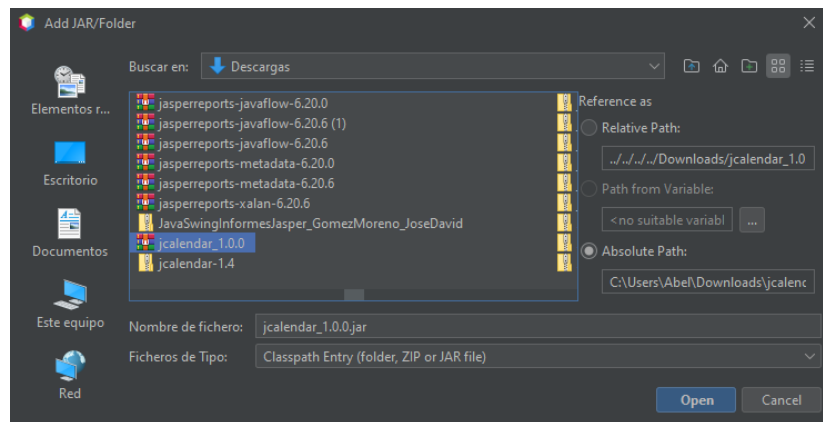 Add JAR/Folder
Buscar en:
Descargas
Elementos r...
Escritorio
Documentos
Este equipo
Red
jasperreports-javaflow-6.20.0
jasperreports-javaflow-6.20.6 (1)
jasperreports-javaflow-6.20.6
jasperreports-metadata-6.20.0
jasperreports-metadata-6.20.6
jasperreports-xalan-6.20.6
JavaSwingInformesJasper_GomezMoreno_JoseDavid
jcalendar_1.0.0
jcalendar-1.4
Reference as
Relative Path:
../../../../Downloads/jcalendar_1.0
Path from Variable:
<no suitable variabl
...
Absolute Path:
C:\Users\Abel\Downloads\jcalenc
Nombre de fichero:
jcalendar_1.0.0.jar
Ficheros de Tipo:
Classpath Entry (folder, ZIP or JAR file)
Open
Cancel